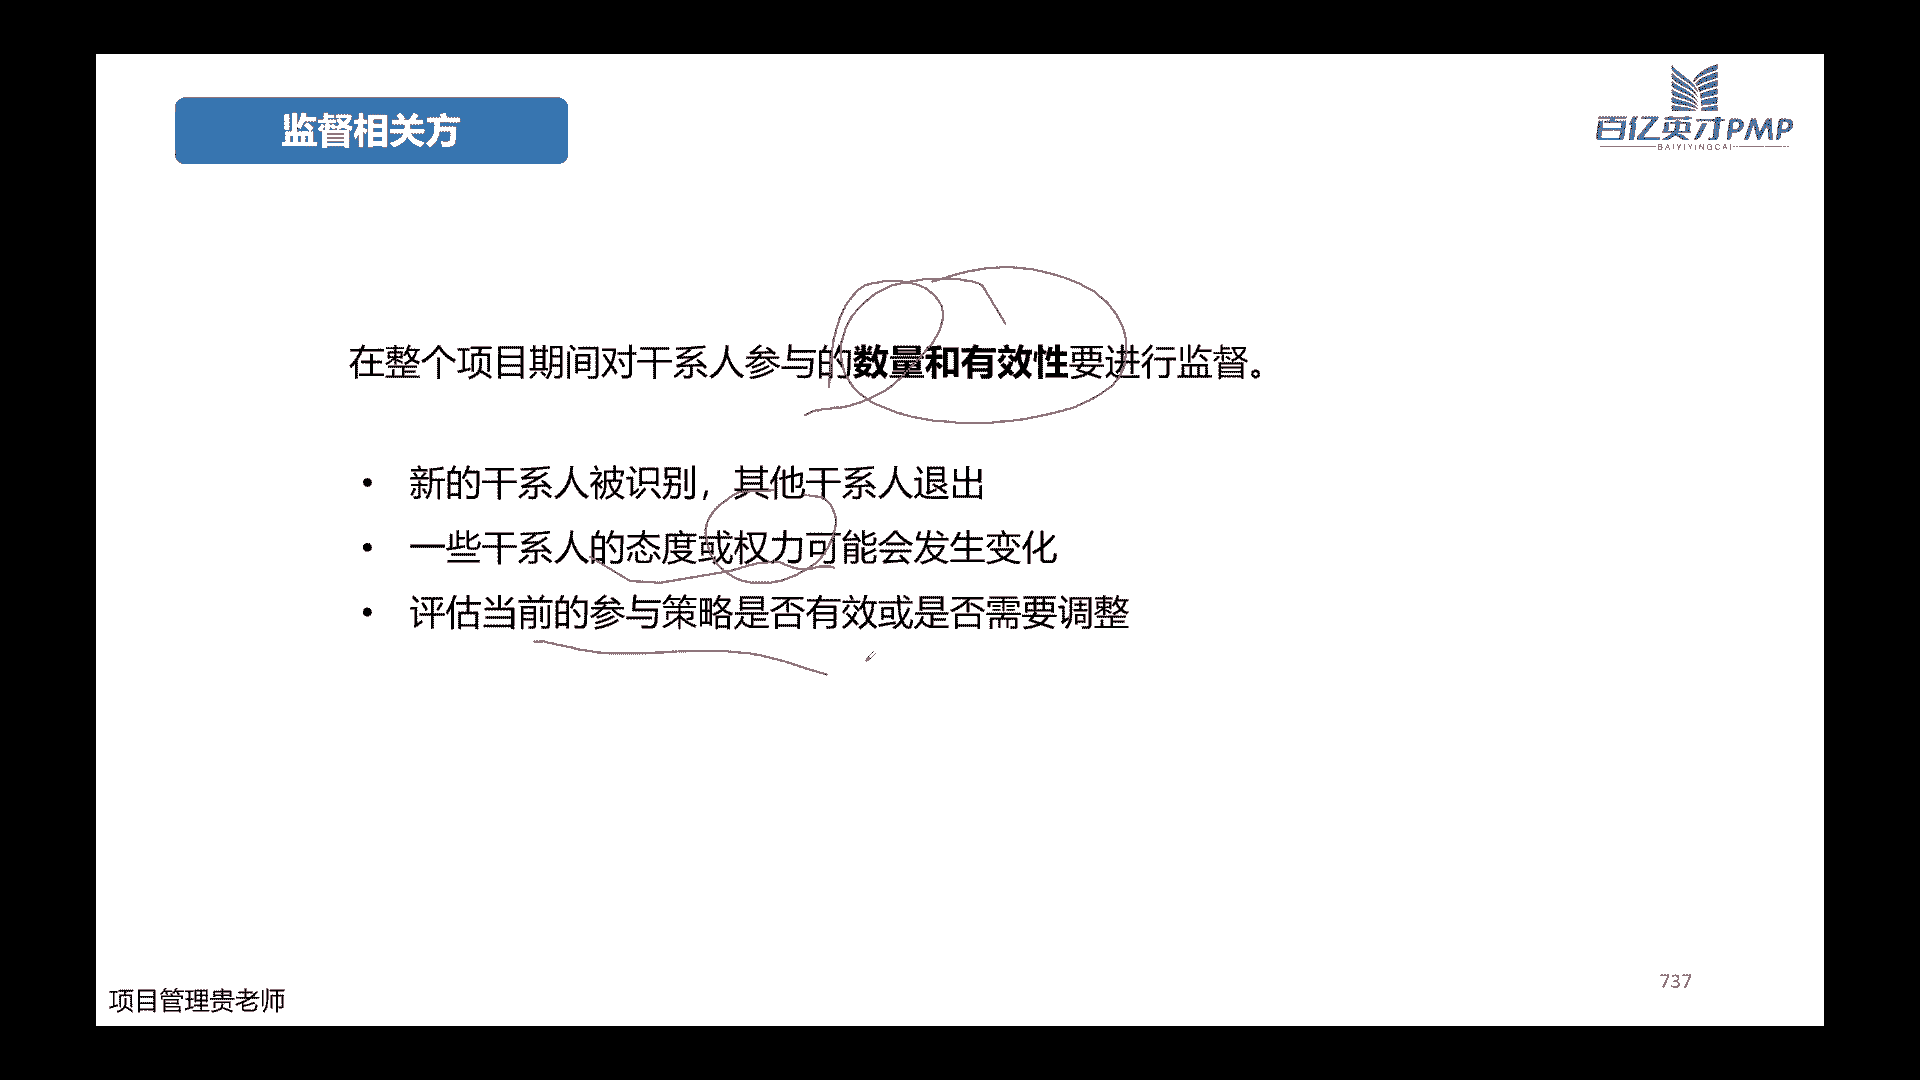 监督相关方
百亿英才PMP
BAIYIYINGCAI
在整个项目期间对干系人参与的数量和有效性要进行监督。
• 新的干系人被识别，其他干系人退出
• 一些干系人的态度或权力可能会发生变化
• 评估当前的参与策略是否有效或是否需要调整
737
项目管理贵老师